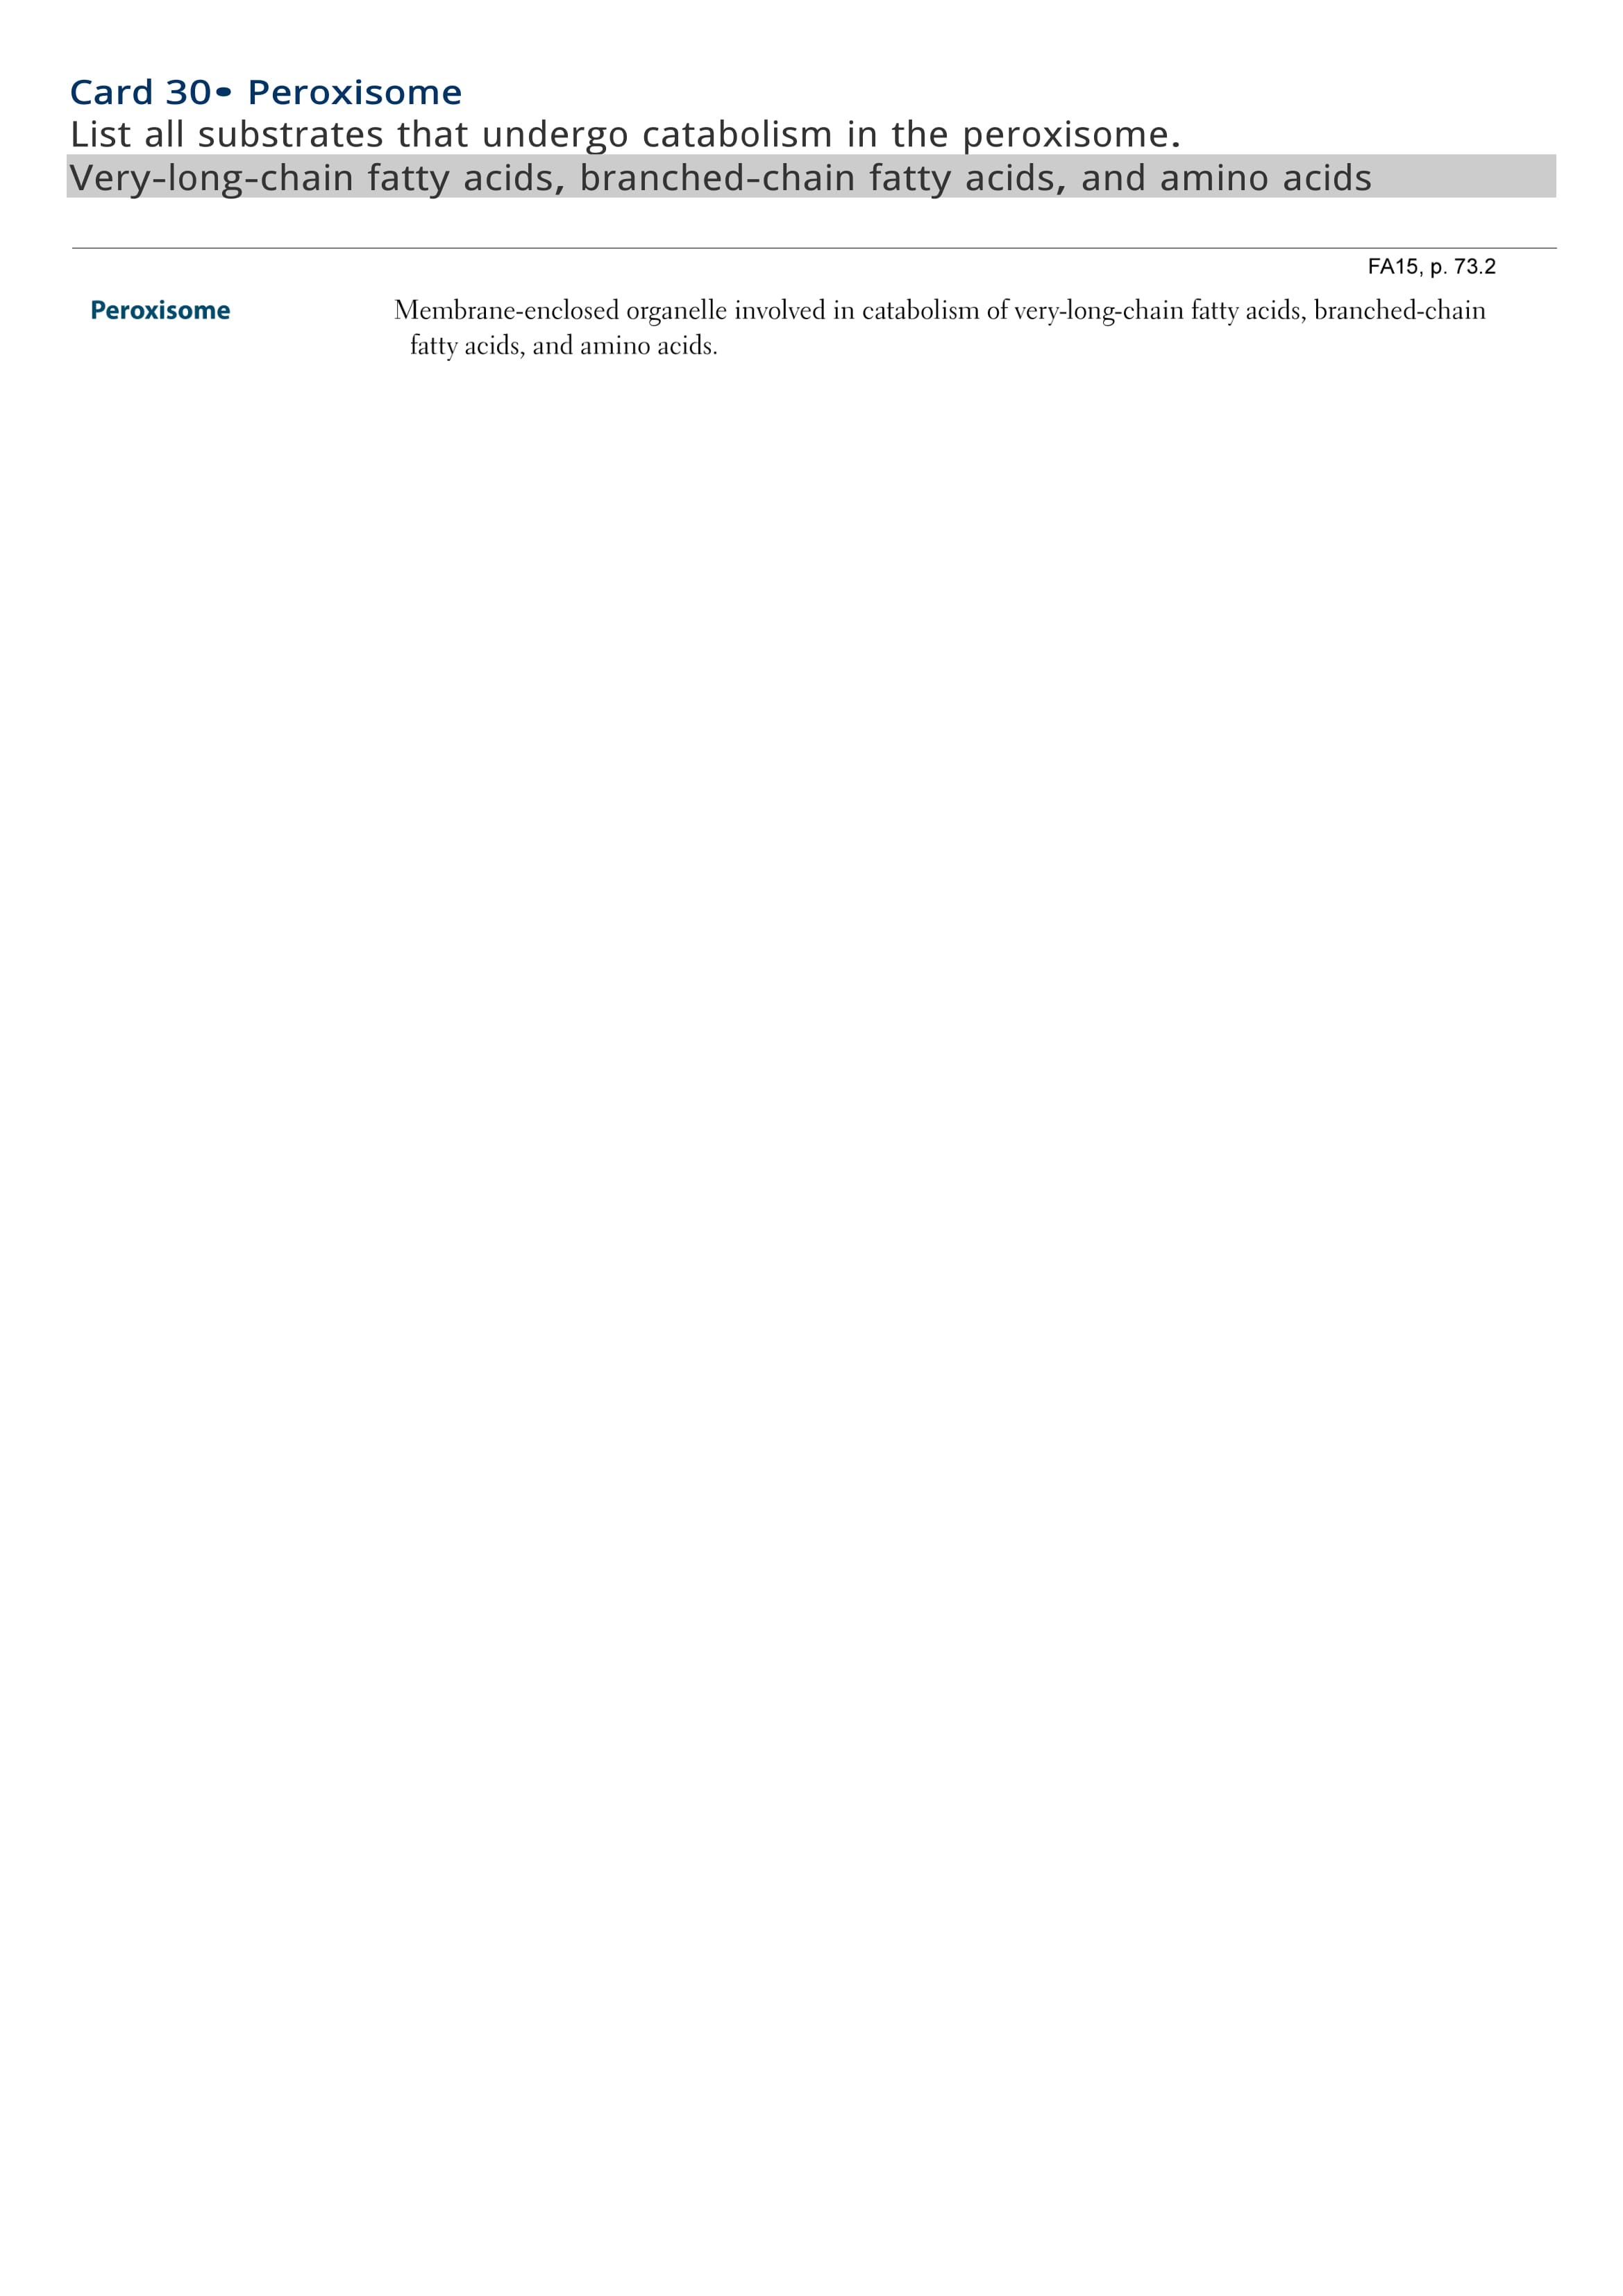 Card 30• Peroxisome
List all substrates that undergo catabolism in the peroxisome.
Very-long-chain fatty acids, branched-chain fatty acids, and amino acids
FA15, p. 73.2
Peroxisome Membrane-enclosed organelle involved in catabolism of very-long-chain fatty acids, branched-chain
fatty acids, and amino acids.